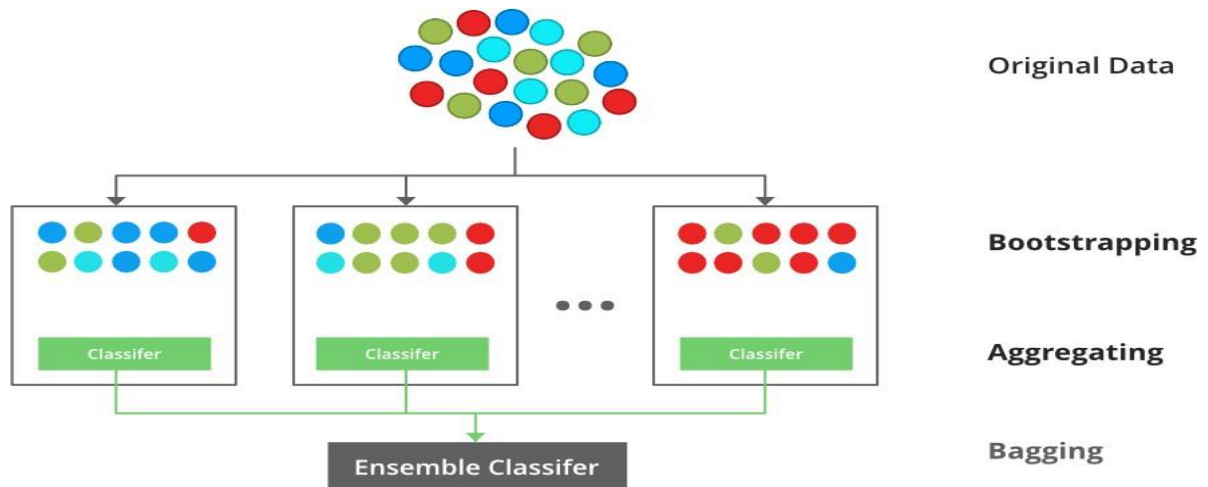 Original Data
Bootstrapping
Classifer
Classifer
Classifer
Aggregating
Ensemble Classifer
Bagging